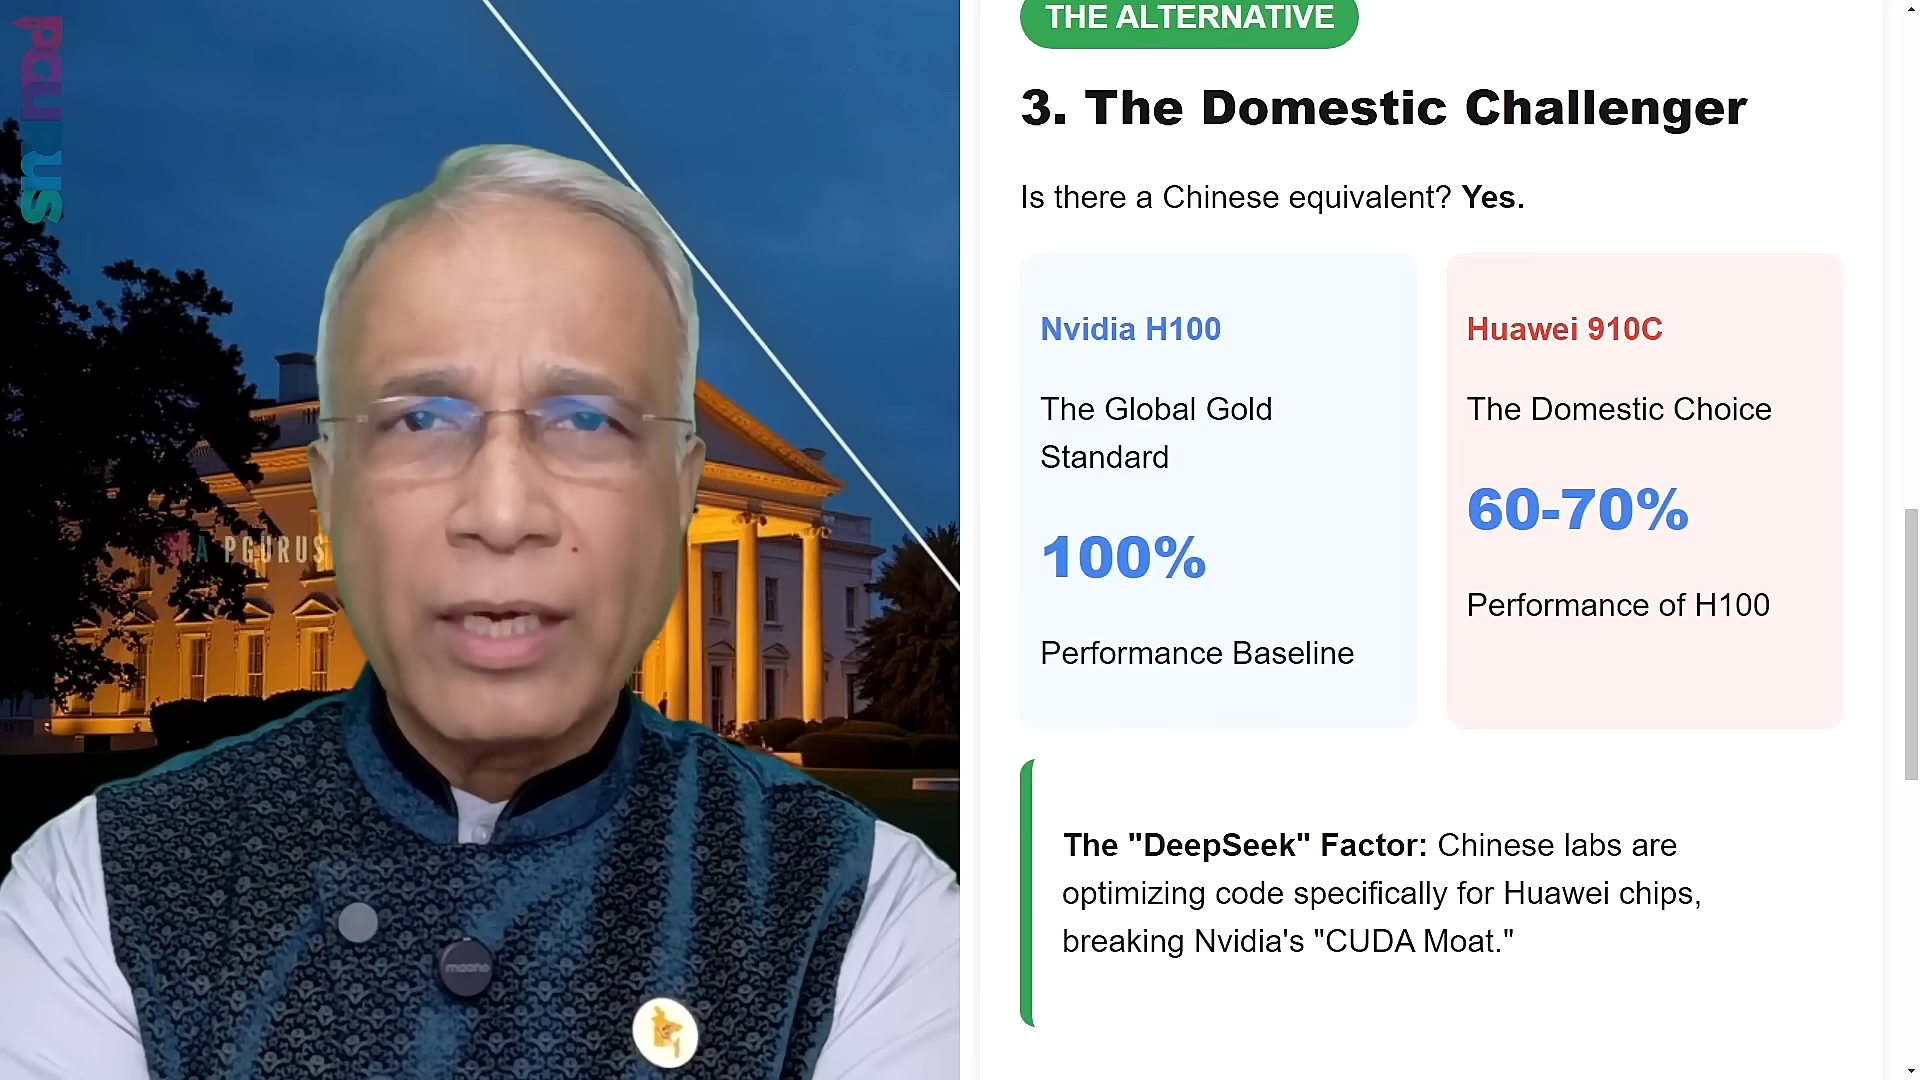 PGURUS
PGURUS
maono
THE ALTERNATIVE
3. The Domestic Challenger
Is there a Chinese equivalent? Yes.
Nvidia H100
The Global Gold
Standard
100%
Performance Baseline
Huawei 910C
The Domestic Choice
60-70%
Performance of H100
The "DeepSeek" Factor: Chinese labs are
optimizing code specifically for Huawei chips,
breaking Nvidia's "CUDA Moat."